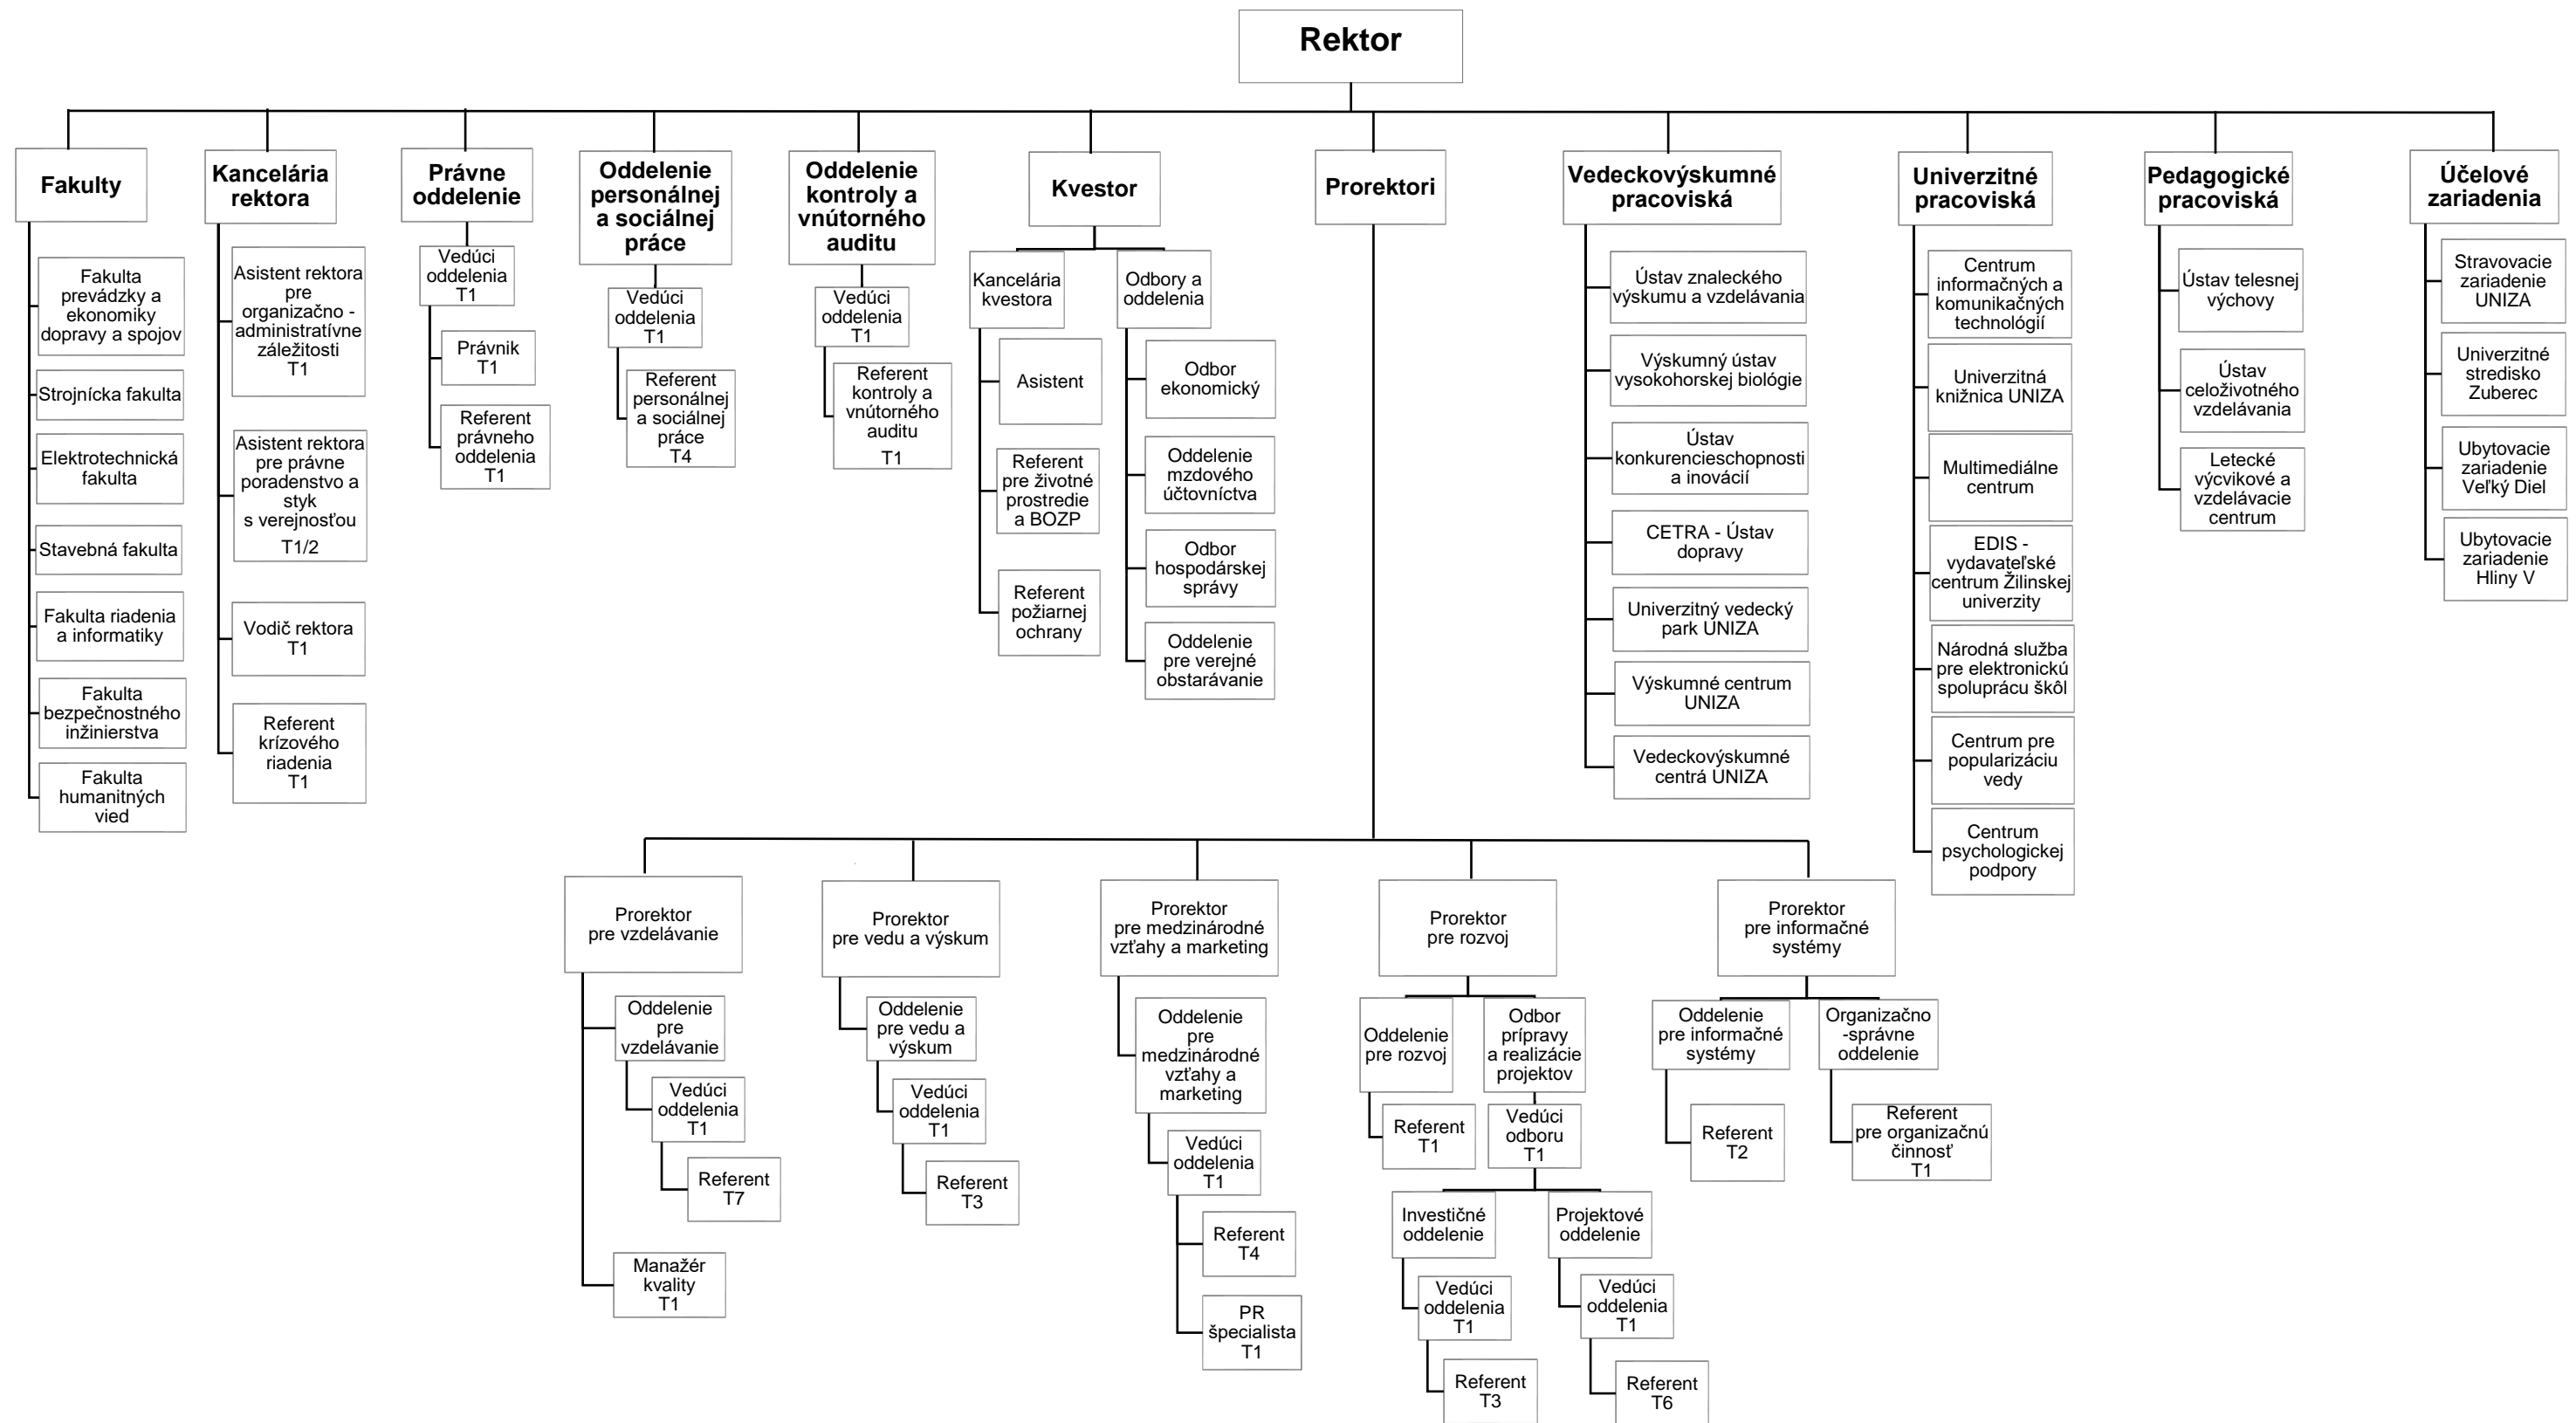 Rektor
Fakulty
Fakulta
prevádzky a
ekonomiky
dopravy a spojov
Strojnícka fakulta
Elektrotechnická
fakulta
Stavebná fakulta
Fakulta riadenia
a informatiky
Fakulta
bezpečnostného
inžinierstva
Fakulta
humanitných
vied
Kancelária
rektora
Asistent rektora
pre
organizačno -
administratívne
záležitosti
T1
Asistent rektora
pre právne
poradenstvo a
styk
s verejnosťou
T1/2
Vodič rektora
T1
Referent
krízového
riadenia
T1
Právne
oddelenie
Vedúci
oddelenia
T1
Právnik
T1
Referent
právneho
oddelenia
T1
Oddelenie
personálnej
a sociálnej
práce
Vedúci
oddelenia
T1
Referent
personálnej
a sociálnej
práce
T4
Oddelenie
kontroly a
vnútorného
auditu
Vedúci
oddelenia
T1
Referent
kontroly a
vnútorného
auditu
T1
Kvestor
Kancelária
kvestora
Asistent
Referent
pre životné
prostredie
a BOZP
Referent
požiarnej
ochrany
Odbory a
oddelenia
Odbor
ekonomický
Oddelenie
mzdového
účtovníctva
Odbor
hospodárskej
správy
Oddelenie
pre verejné
obstarávanie
Prorektori
Vedeckovýskumné
pracoviská
Ústav znaleckého
výskumu a vzdelávania
Výskumný ústav
vysokohorskej biológie
Ústav
konkurencieschopnosti
a inovácií
CETRA - Ústav
dopravy
Univerzitný vedecký
park UNIZA
Výskumné centrum
UNIZA
Vedeckovýskumné
centrá UNIZA
Univerzitné
pracoviská
Centrum
informačných a
komunikačných
technológií
Univerzitná
knižnica UNIZA
Multimediálne
centrum
EDIS -
vydavateľské
centrum Žilinskej
univerzity
Národná služba
pre elektronickú
spoluprácu škôl
Centrum pre
popularizáciu
vedy
Centrum
psychologickej
podpory
Pedagogické
pracoviská
Ústav telesnej
výchovy
Ústav
celoživotného
vzdelávania
Letecké
výcvikové a
vzdelávacie
centrum
Účelové
zariadenia
Stravovacie
zariadenie
UNIZA
Univerzitné
stredisko
Zuberec
Ubytovacie
zariadenie
Veľký Diel
Ubytovacie
zariadenie
Hliny V
Prorektor
pre vzdelávanie
Oddelenie
pre
vzdelávanie
Vedúci
oddelenia
T1
Referent
T7
Manažér
kvality
T1
Prorektor
pre vedu a výskum
Oddelenie
pre vedu a
výskum
Vedúci
oddelenia
T1
Referent
T3
Prorektor
pre medzinárodné
vzťahy a marketing
Oddelenie
pre
medzinárodné
vzťahy a
marketing
Vedúci
oddelenia
T1
Referent
T4
PR
špecialista
T1
Prorektor
pre rozvoj
Oddelenie
pre rozvoj
Referent
T1
Odbor
prípravy
a realizácie
projektov
Vedúci
odboru
T1
Investičné
oddelenie
Vedúci
oddelenia
T1
Referent
T3
Projektové
oddelenie
Vedúci
oddelenia
T1
Referent
T6
Prorektor
pre informačné
systémy
Oddelenie
pre informačné
systémy
Referent
T2
Organizačno
-správne
oddelenie
Referent
pre organizačnú
činnosť
T1